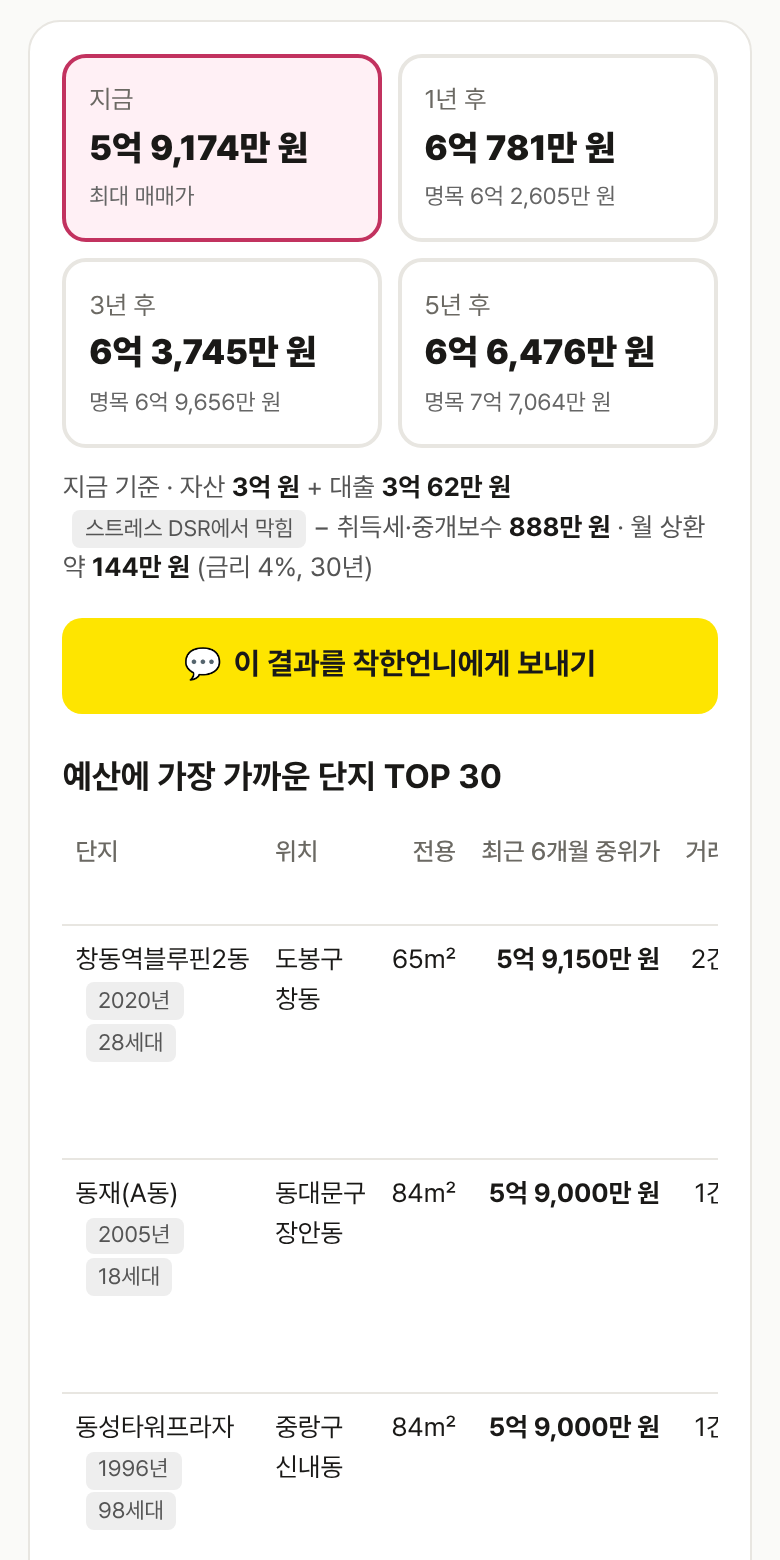 지금
5억 9,174만 원
최대 매매가
1년 후
6억 781만 원
명목 6억 2,605만 원
3년 후
6억 3,745만 원
명목 6억 9,656만 원
5년 후
6억 6,476만 원
명목 7억 7,064만 원
지금 기준 · 자산 3억 원 + 대출 3억 62만 원
스트레스 DSR에서 막힘 − 취득세·중개보수 888만 원 · 월 상환
약 144만 원 (금리 4%, 30년)
💬 이 결과를 착한언니에게 보내기
예산에 가장 가까운 단지 TOP 30
단지 위치 전용 최근 6개월 중위가
창동역블루핀2동 도봉구 65m² 5억 9,150만 원
창동
2020년
28세대
동재(A동) 동대문구 84m² 5억 9,000만 원
장안동
2005년
18세대
동성타워프라자 중랑구 84m² 5억 9,000만 원
신내동
1996년
98세대